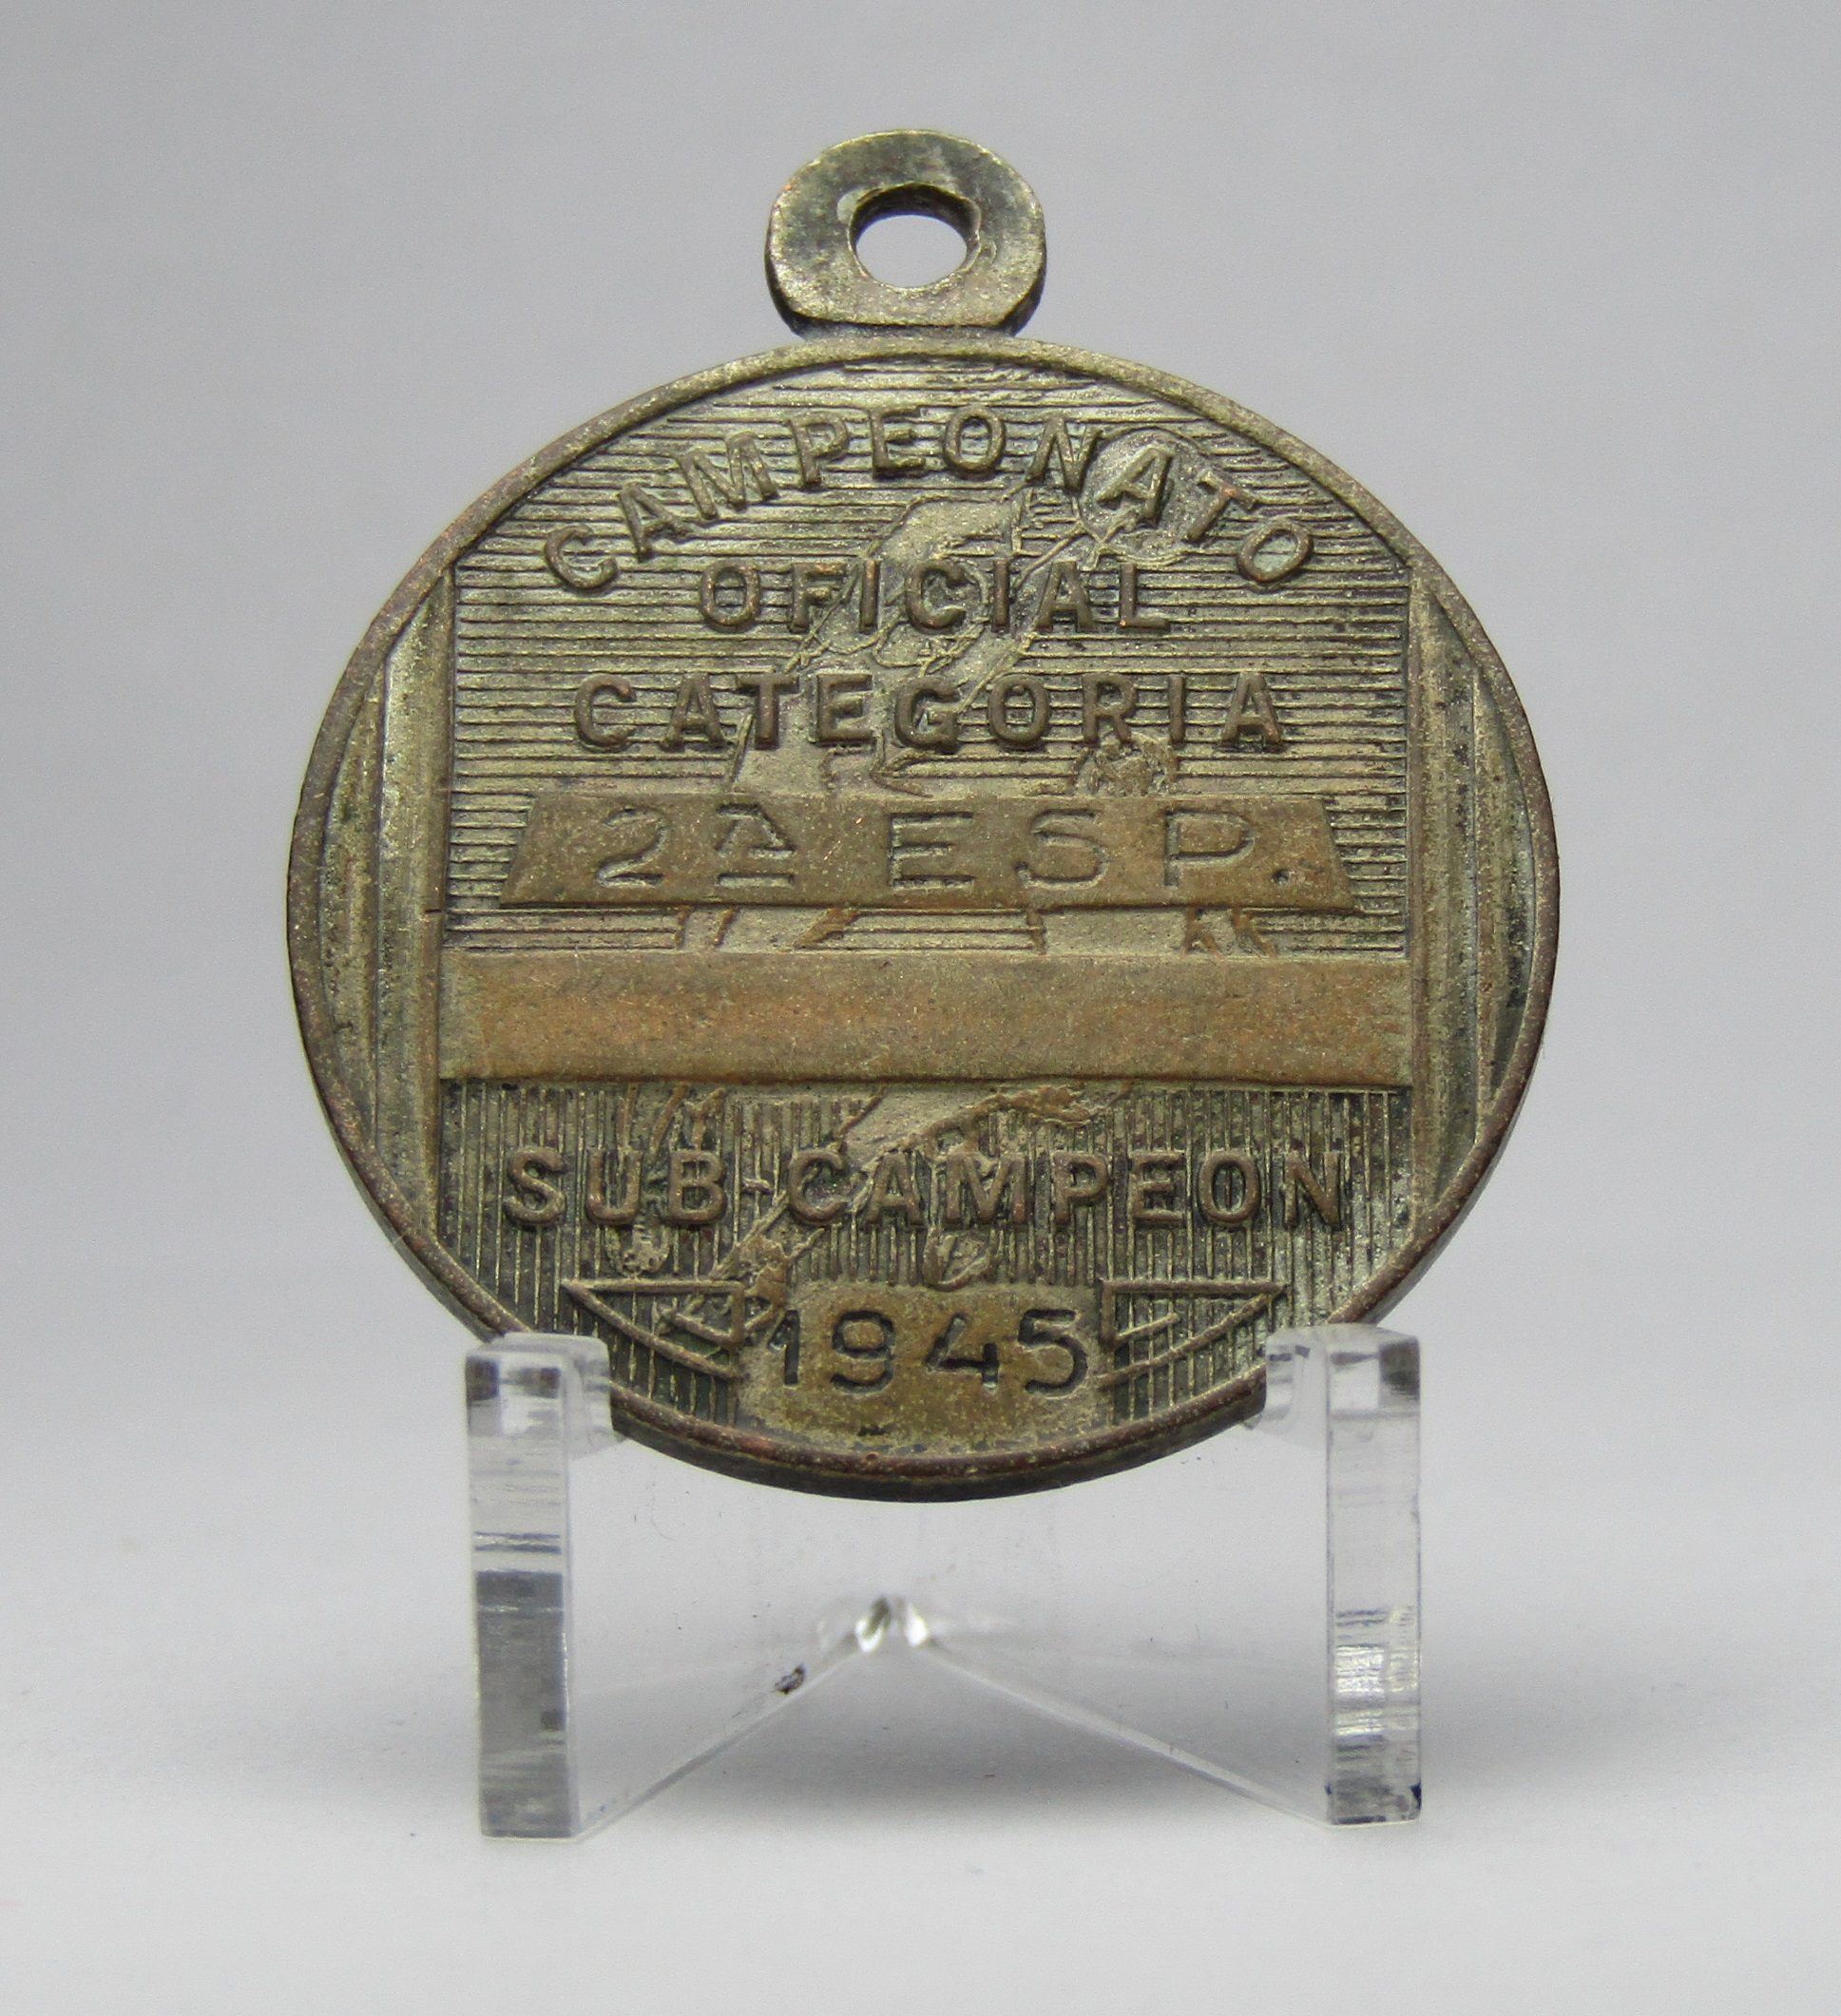 CAMPEONATO
OFICIAL
CATEGORIA
2ª ESP.
SUB-CAMPEON
1945